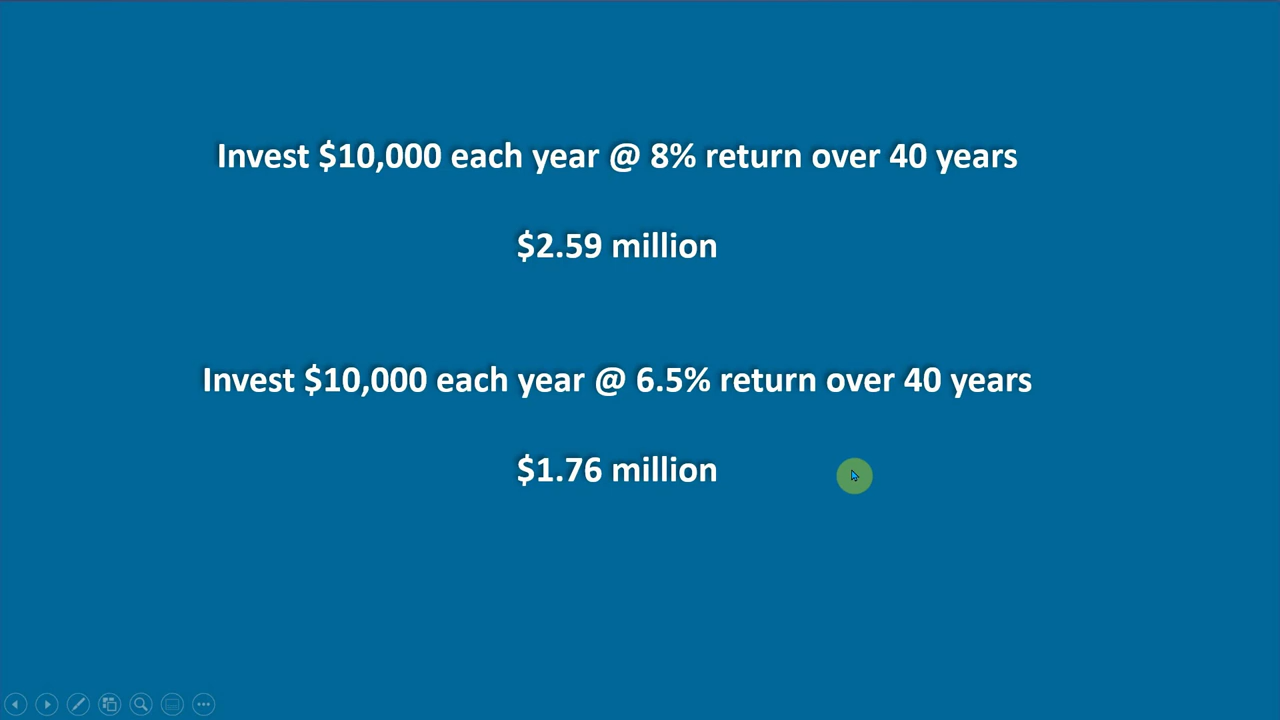 Invest $10,000 each year @ 8% return over 40 years
$2.59 million
Invest $10,000 each year @ 6.5% return over 40 years
$1.76 million